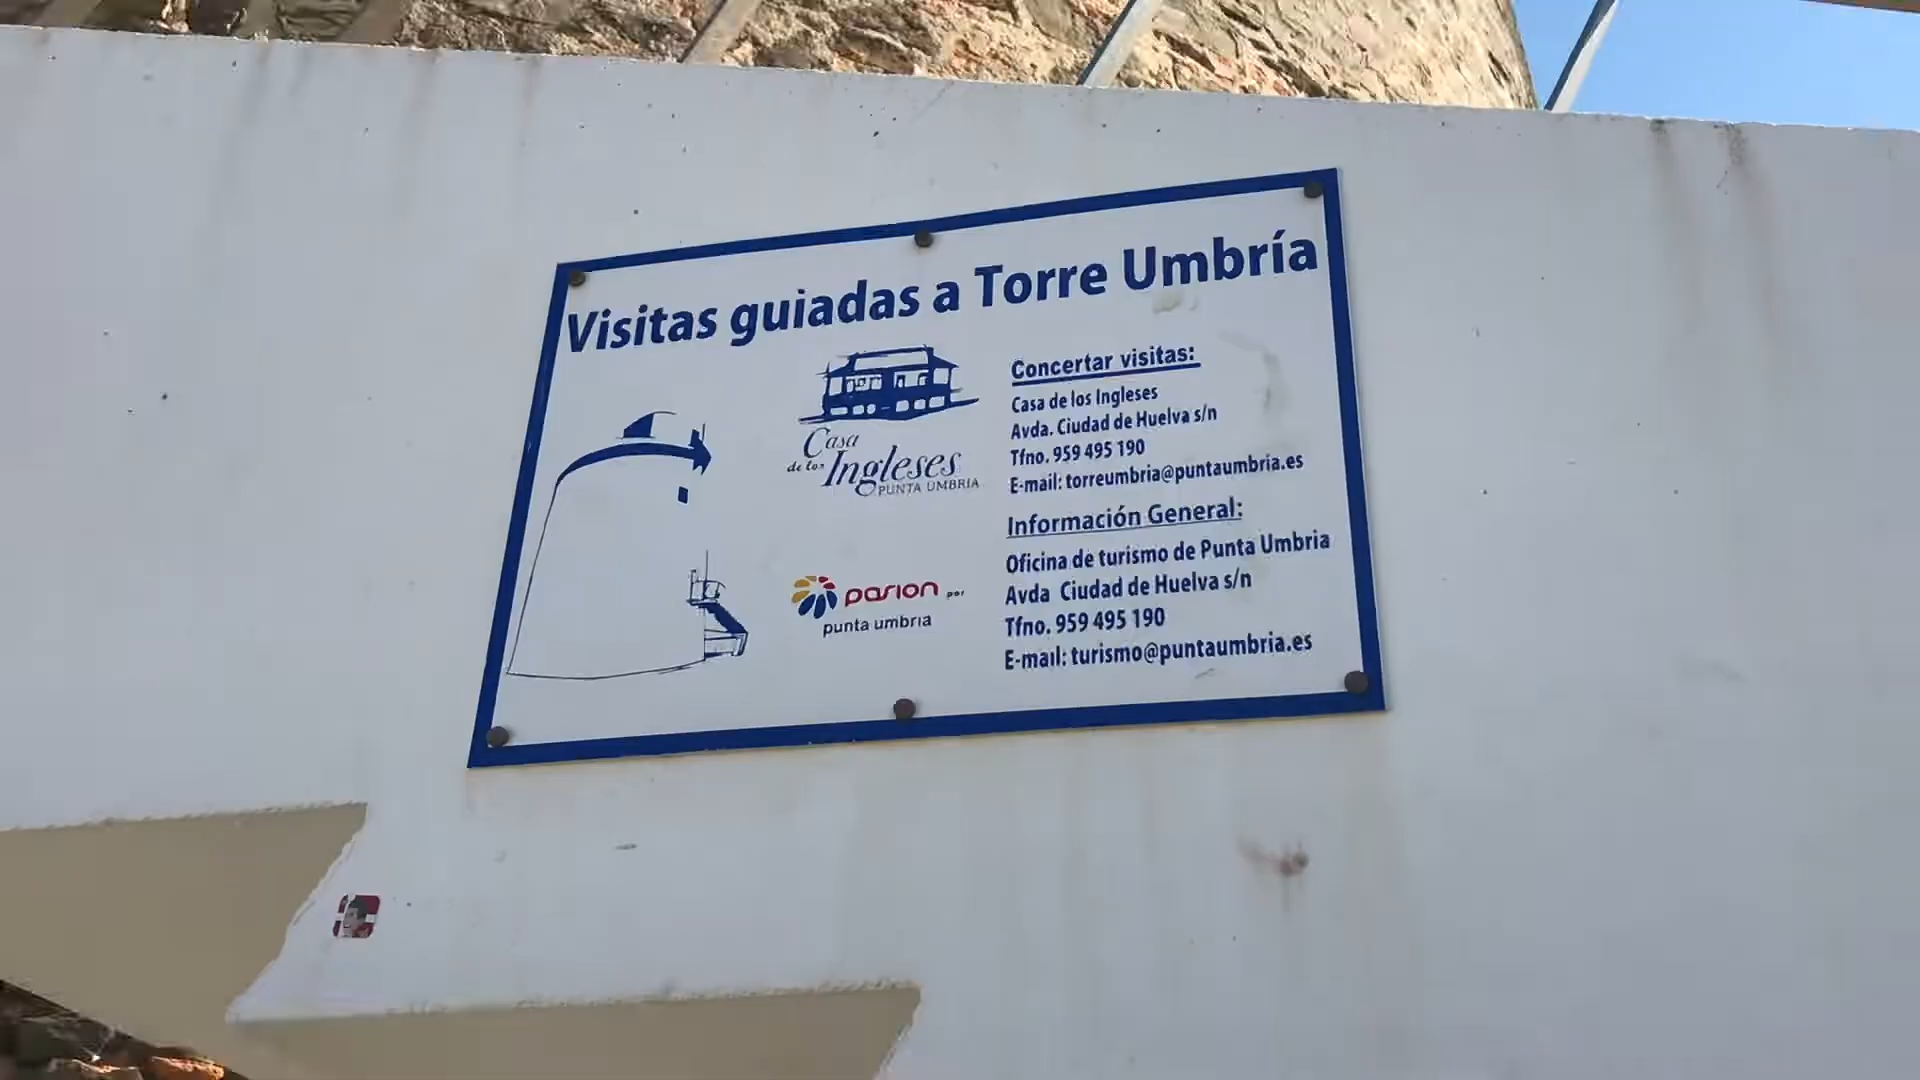 Visitas guiadas a Torre Umbría
Casa
de los Ingleses
PUNTA UMBRIA
pasion por
punta umbria
Concertar visitas:
Casa de los Ingleses
Avda. Ciudad de Huelva s/n
Tfno. 959 495 190
E-mail: torreumbria@puntaumbria.es
Información General:
Oficina de turismo de Punta Umbria
Avda Ciudad de Huelva s/n
Tfno. 959 495 190
E-mail: turismo@puntaumbria.es